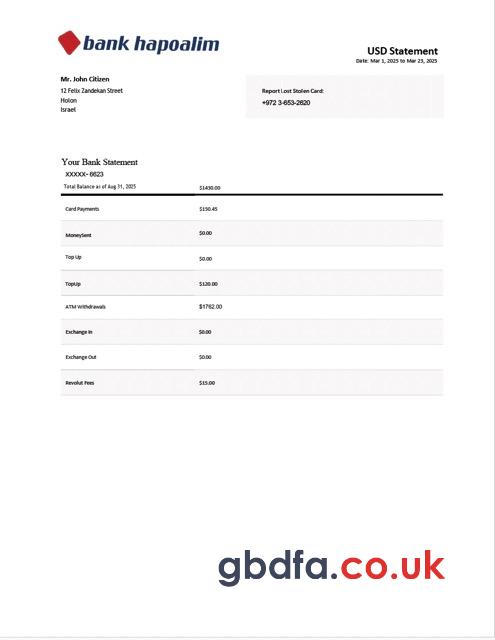 bank hapoalim
USD Statement
Date: Mar 1, 2025 to Mar 23, 2025
Mr. John Citizen
12 Felix Zandekan Street
Holon
Israel
Report Lost Stolen Card:
+972 3-653-2620
Your Bank Statement
XXXXX- 6623
Total Balance as of Aug 31, 2025 $1430.00
Card Payments $150.45
MoneySent $0.00
Top Up $0.00
TopUp $120.00
ATM Withdrawals $1762.00
Exchange In $0.00
Exchange Out $0.00
Revolut Fees $15.00
gbdfa.co.uk